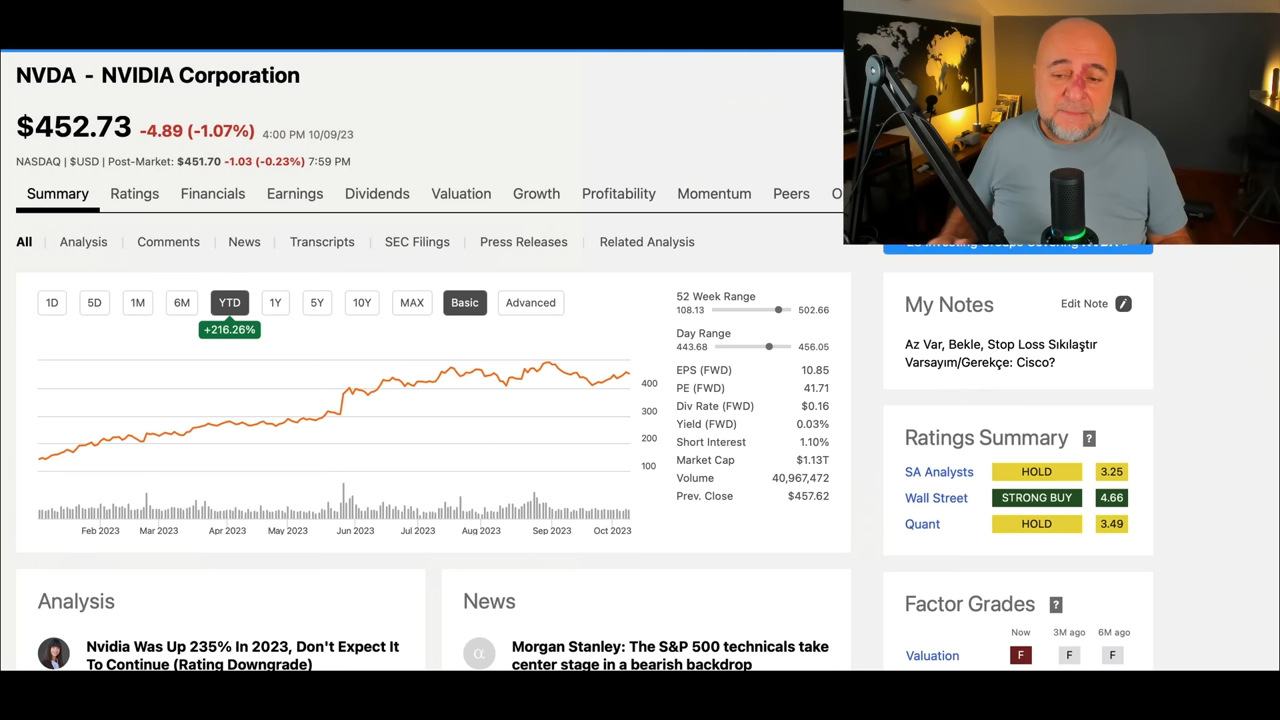 NVDA - NVIDIA Corporation
$452.73 -4.89 (-1.07%) 4:00 PM 10/09/23
NASDAQ | $USD | Post-Market: $451.70 -1.03 (-0.23%) 7:59 PM
Summary Ratings Financials Earnings Dividends Valuation Growth Profitability Momentum Peers O
All Analysis Comments News Transcripts SEC Filings Press Releases Related Analysis
1D 5D 1M 6M YTD 1Y 5Y 10Y MAX Basic Advanced
+216.26%
400
300
200
100
Feb 2023 Mar 2023 Apr 2023 May 2023 Jun 2023 Jul 2023 Aug 2023 Sep 2023 Oct 2023
52 Week Range
108.13 502.66
Day Range
443.68 456.05
EPS (FWD) 10.85
PE (FWD) 41.71
Div Rate (FWD) $0.16
Yield (FWD) 0.03%
Short Interest 1.10%
Market Cap $1.13T
Volume 40,967,472
Prev. Close $457.62
My Notes Edit Note
Az Var, Bekle, Stop Loss Sıkılaştır
Varsayım/Gerekçe: Cisco?
Ratings Summary ?
SA Analysts HOLD 3.25
Wall Street STRONG BUY 4.66
Quant HOLD 3.49
Factor Grades ?
Now 3M ago 6M ago
Valuation F F F
Analysis
Nvidia Was Up 235% In 2023, Don't Expect It
To Continue (Rating Downgrade)
News
α
Morgan Stanley: The S&P 500 technicals take
center stage in a bearish backdrop